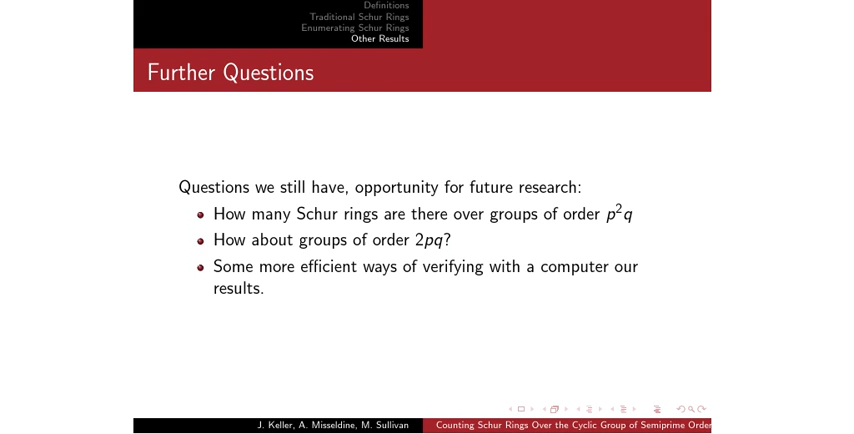 Definitions
Traditional Schur Rings
Enumerating Schur Rings
Other Results
Further Questions
Questions we still have, opportunity for future research:
How many Schur rings are there over groups of order p²q
How about groups of order 2pq?
Some more efficient ways of verifying with a computer our
results.
J. Keller, A. Misseldine, M. Sullivan
Counting Schur Rings Over the Cyclic Group of Semiprime Order